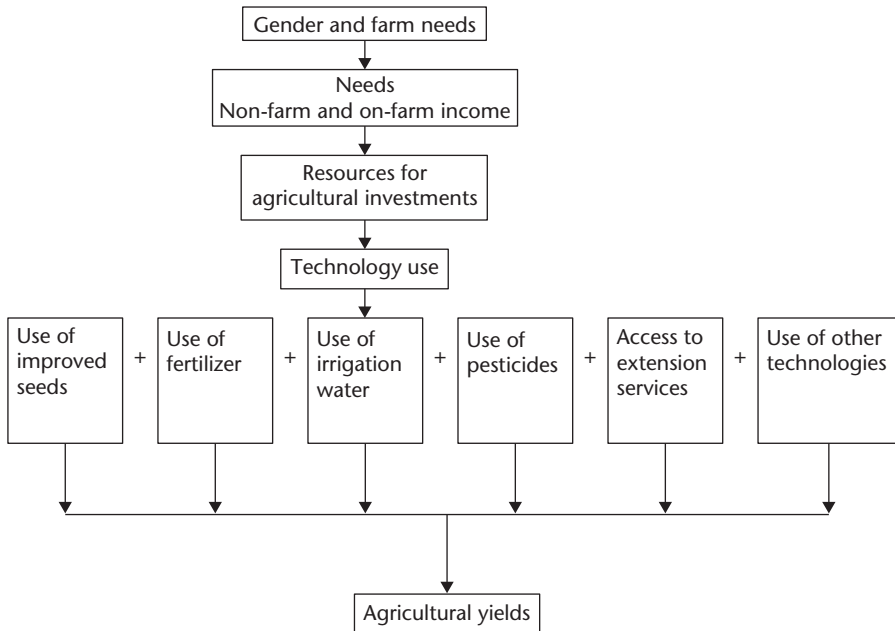 Gender and farm needs
Needs
Non-farm and on-farm income
Resources for
agricultural investments
Technology use
Use of
improved
seeds
+
Use of
fertilizer
+
Use of
irrigation
water
+
Use of
pesticides
+
Access to
extension
services
+
Use of other
technologies
Agricultural yields